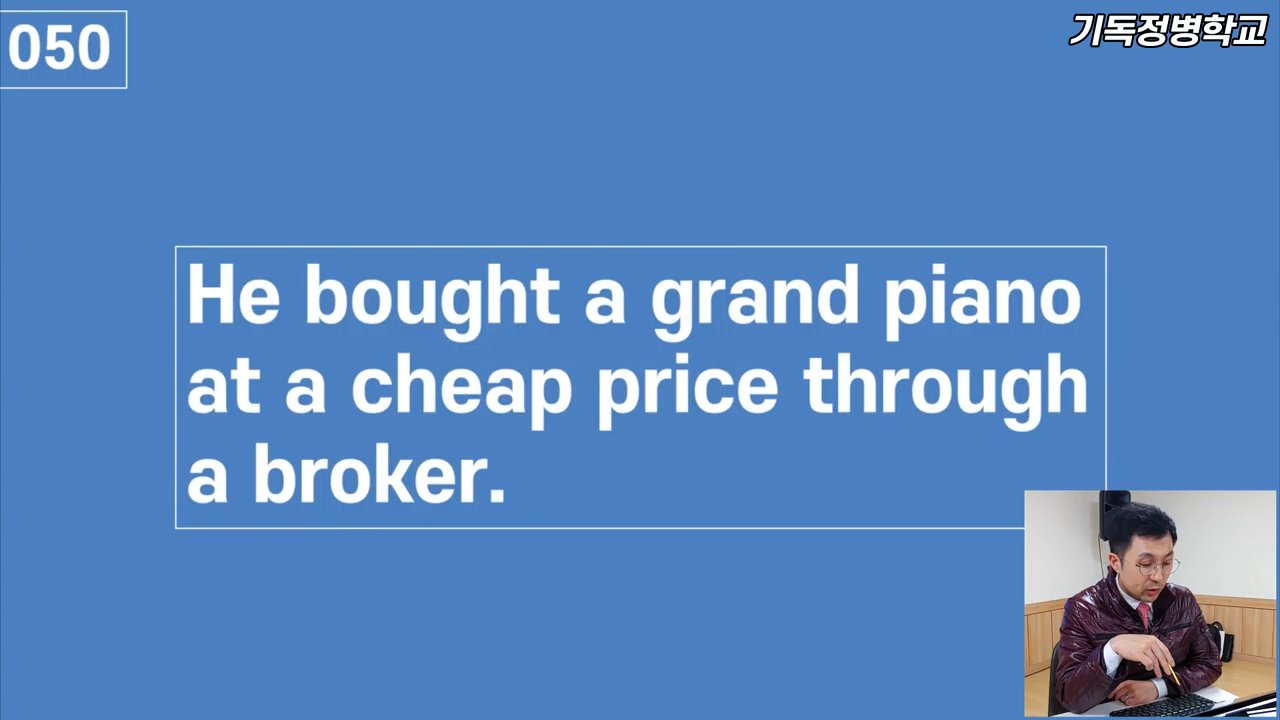 050
기독정병학교
He bought a grand piano
at a cheap price through
a broker.